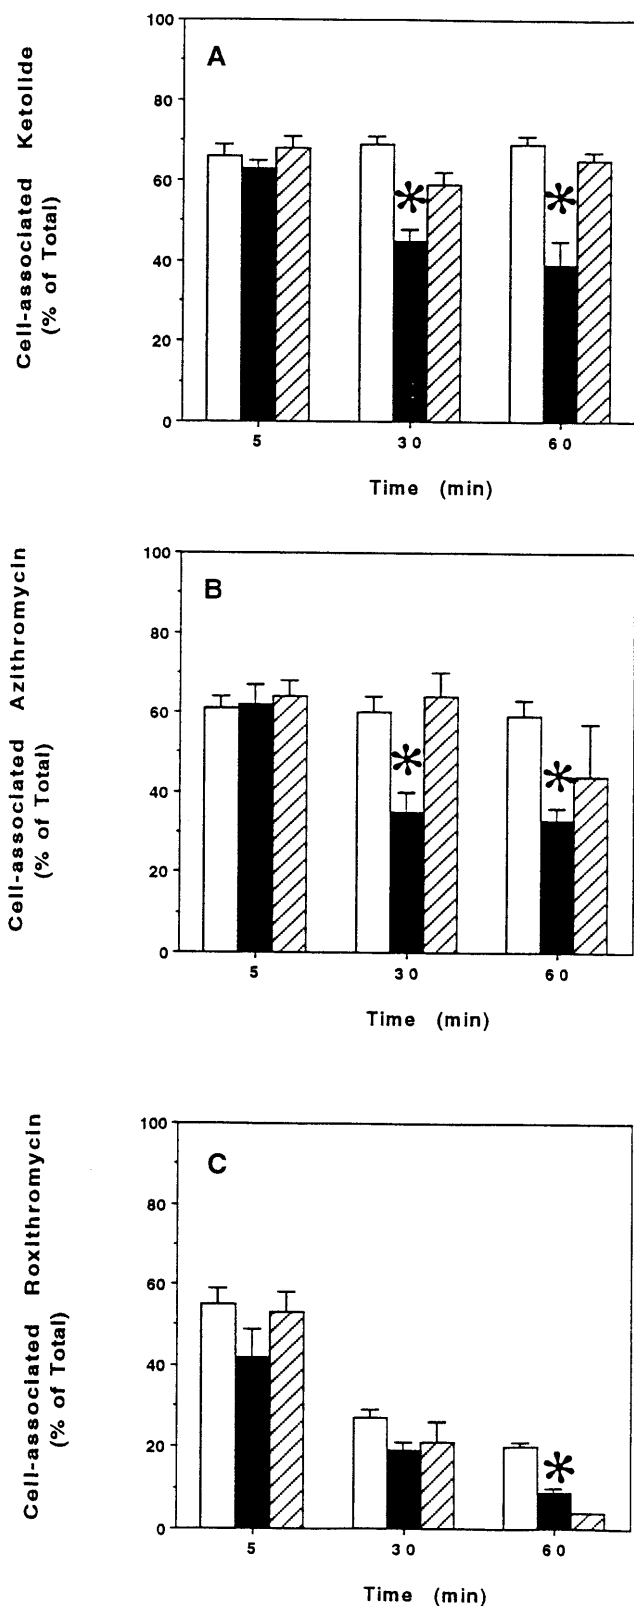 Cell-associated Ketolide
(% of Total)
A
100
80
60
40
20
0
*
*
5
30
60
Time (min)
Cell-associated Azithromycin
(% of Total)
B
100
80
60
40
20
0
*
*
5
30
60
Time (min)
Cell-associated Roxithromycin
(% of Total)
C
100
80
60
40
20
0
*
5
30
60
Time (min)